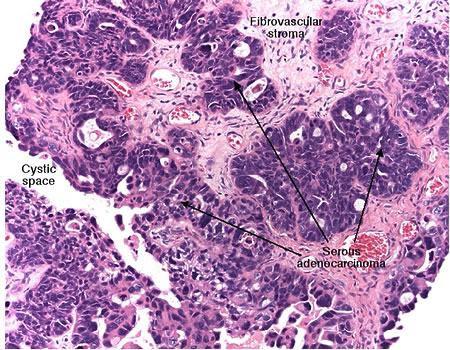 Fibrovascular
stroma
Cystic
space
Serous
adenocarcinoma